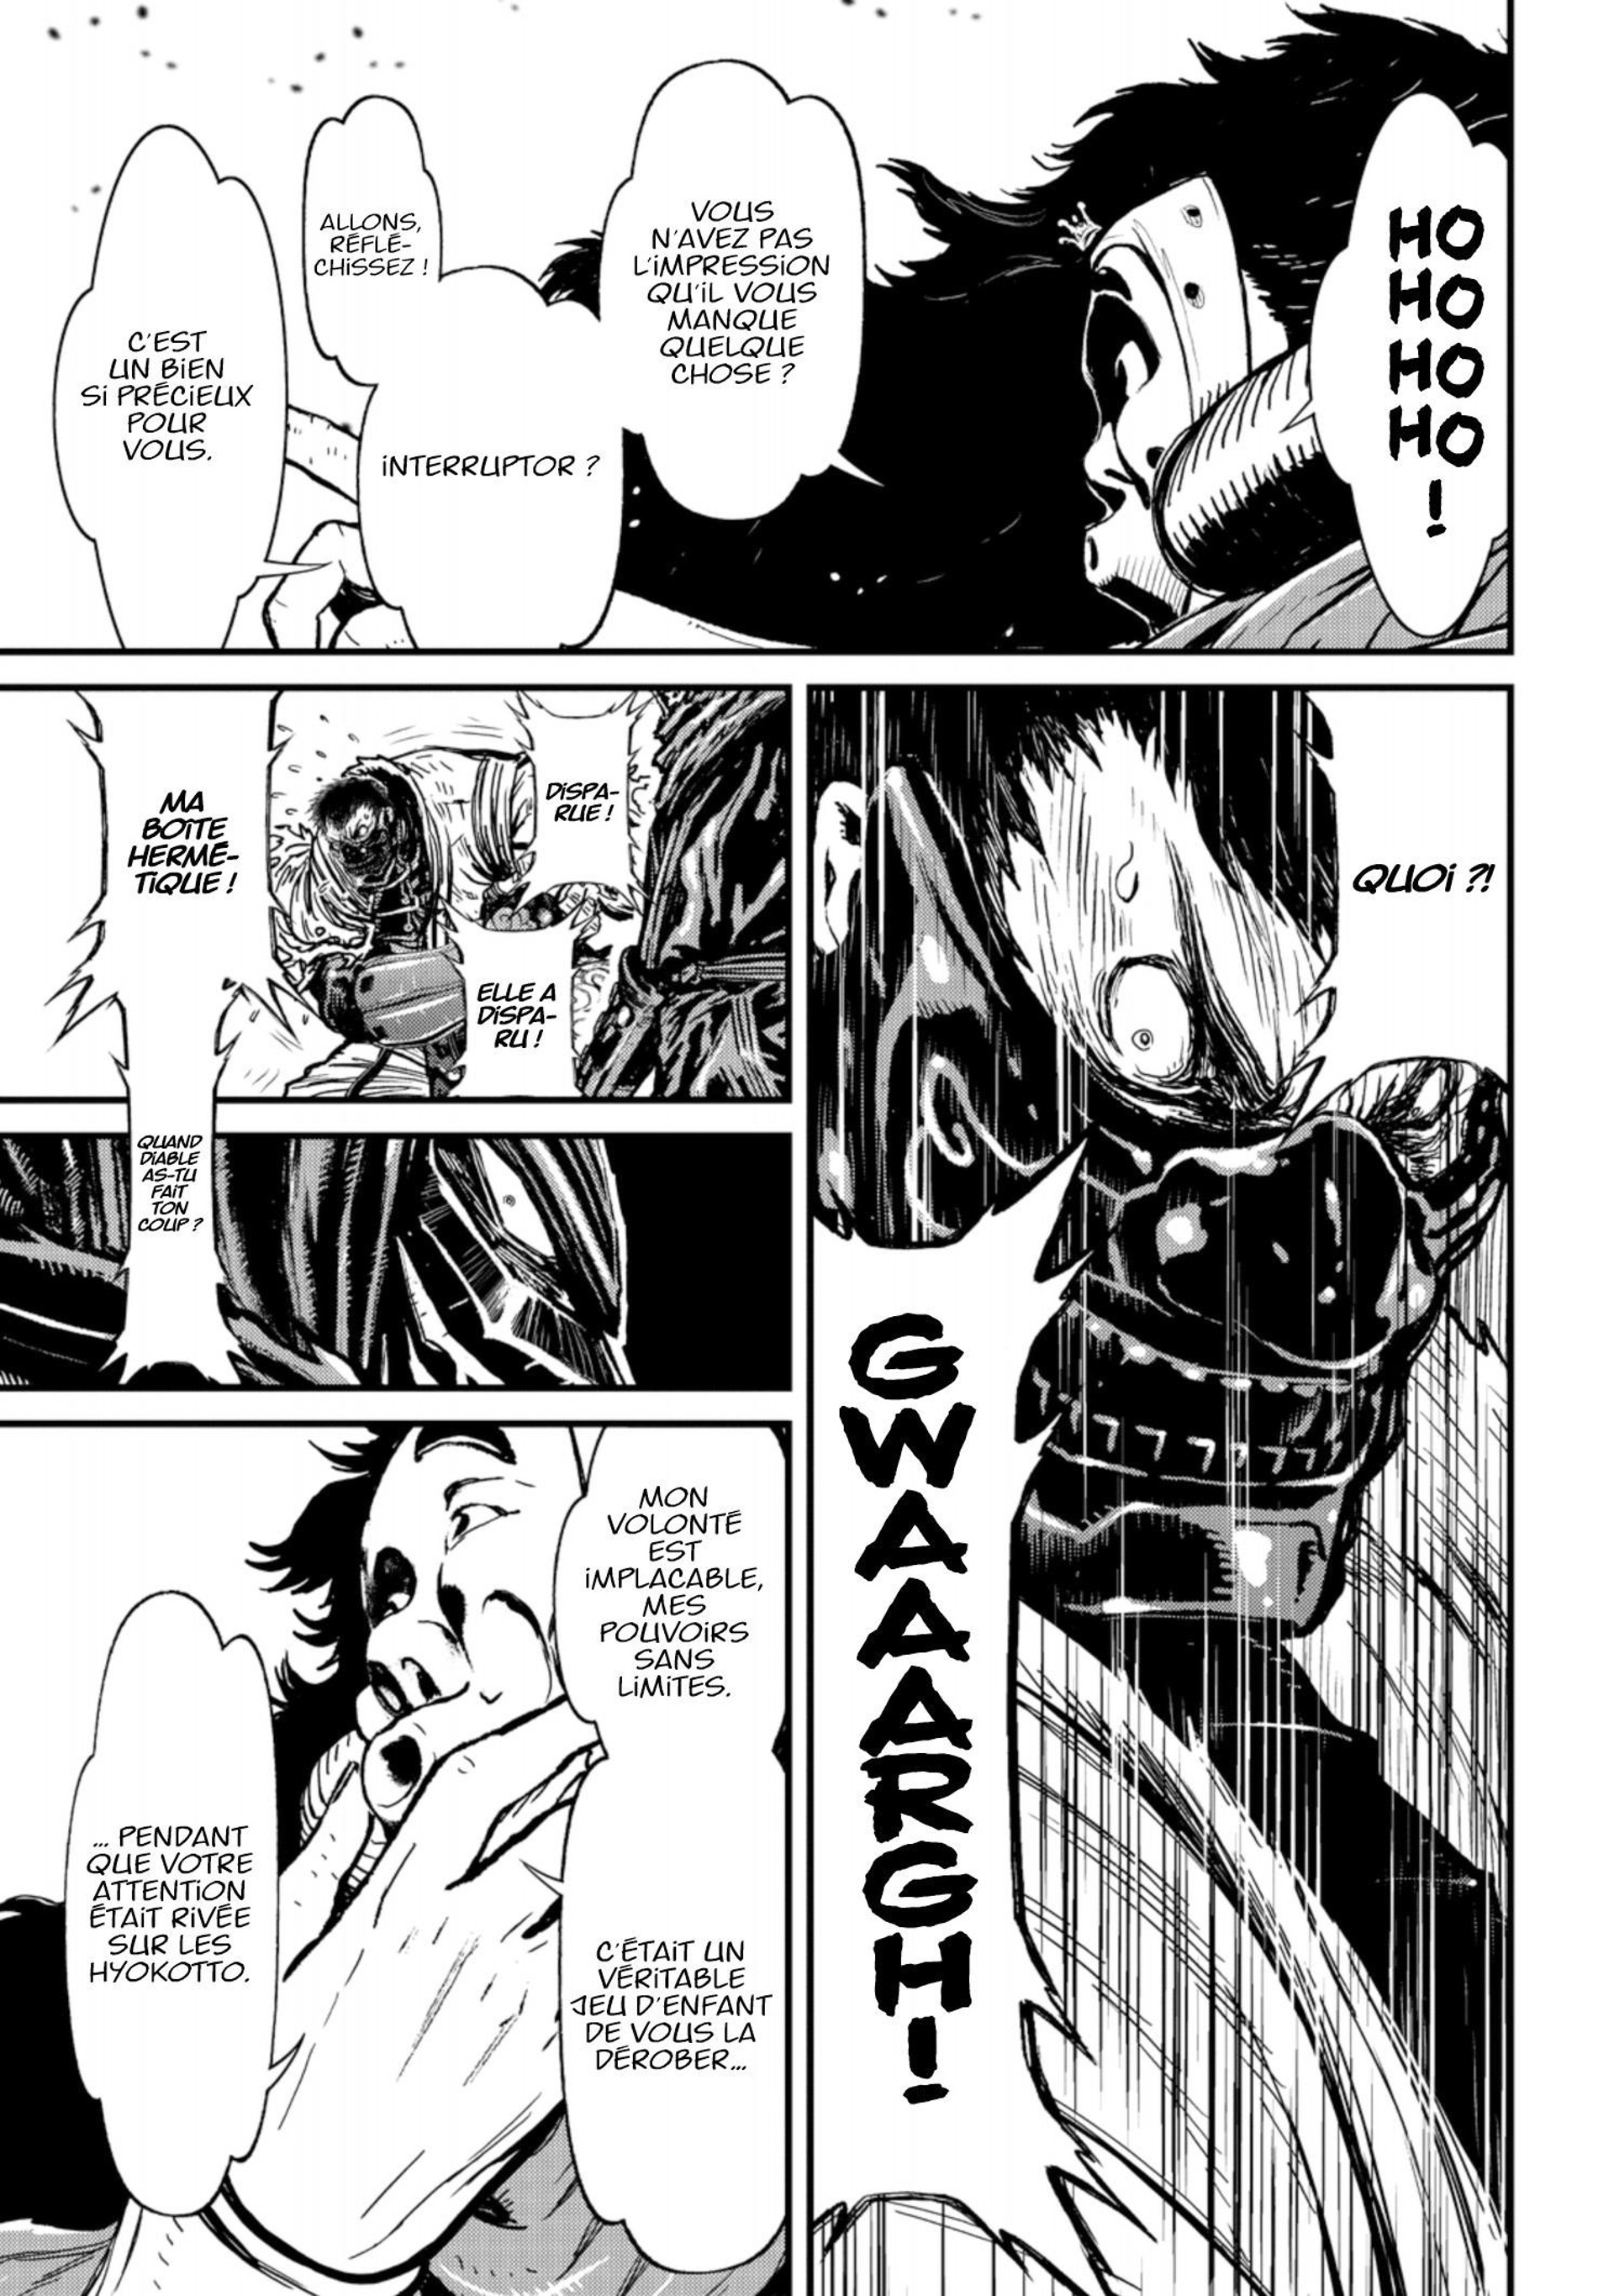 HO
HO
HO
HO
!
VOUS
N'AVEZ PAS
L'IMPRESSION
QU'IL VOUS
MANQUE
QUELQUE
CHOSE ?
INTERRUPTOR ?
ALLONS,
RÉFLÉ-
CHISSEZ !
C'EST
UN BIEN
SI PRÉCIEUX
POUR
VOUS.
QUOI ?!
GWAAARGH !
DISPA-
RUE !
ELLE A
DISPA-
RU !
MA
BOÎTE
HERMÉ-
TIQUE !
QUAND
DIABLE
AS-TU
FAIT
TON
COUP ?
MON
VOLONTÉ
EST
IMPLACABLE,
MES
POUVOIRS
SANS
LIMITES.
C'ÉTAIT UN
VÉRITABLE
JEU D'ENFANT
DE VOUS LA
DÉROBER...
... PENDANT
QUE VOTRE
ATTENTION
ÉTAIT RIVÉE
SUR LES
HYOKOTTO.